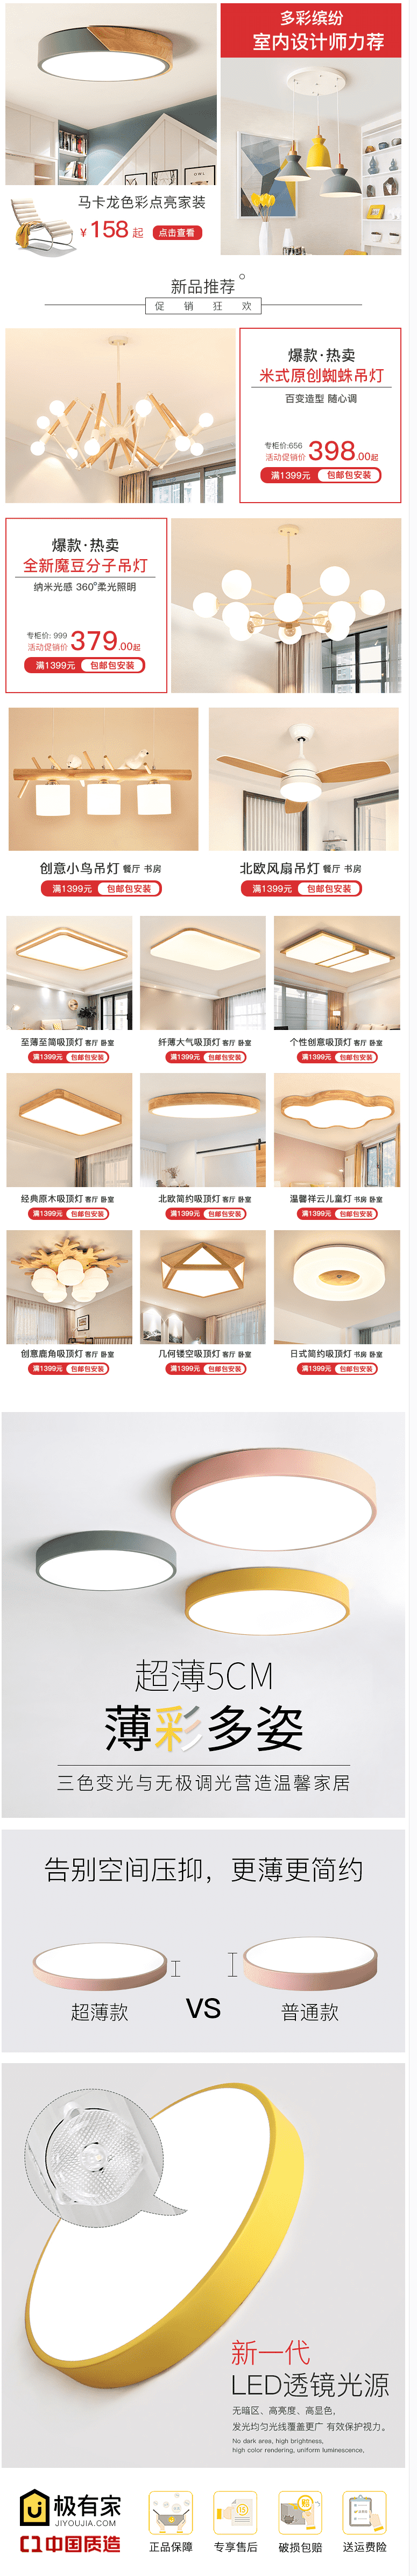 多彩缤纷
室内设计师力荐
马卡龙色彩点亮家装
¥158起 点击查看
新品推荐
促销狂欢
爆款·热卖
米式原创蜘蛛吊灯
百变造型 随心调
专柜价:656
活动促销价398.00起
满1399元 包邮包安装
爆款·热卖
全新魔豆分子吊灯
纳米光感 360°柔光照明
专柜价: 999
活动促销价379.00起
满1399元 包邮包安装
创意小鸟吊灯 餐厅 书房
满1399元 包邮包安装
北欧风扇吊灯 餐厅 书房
满1399元 包邮包安装
至薄至简吸顶灯 客厅 卧室
满1399元 包邮包安装
纤薄大气吸顶灯 客厅 卧室
满1399元 包邮包安装
个性创意吸顶灯 客厅 卧室
满1399元 包邮包安装
经典原木吸顶灯 客厅 卧室
满1399元 包邮包安装
北欧简约吸顶灯 客厅 卧室
满1399元 包邮包安装
温馨祥云儿童灯 书房 卧室
满1399元 包邮包安装
创意鹿角吸顶灯 客厅 卧室
满1399元 包邮包安装
几何镂空吸顶灯 客厅 卧室
满1399元 包邮包安装
日式简约吸顶灯 书房 卧室
满1399元 包邮包安装
超薄5CM
薄彩多姿
三色变光与无极调光营造温馨家居
告别空间压抑，更薄更简约
超薄款
VS
普通款
新一代
LED透镜光源
无暗区、高亮度、高显色，
发光均匀光线覆盖更广 有效保护视力。
No dark area, high brightness,
high color rendering, uniform luminescence,
极有家
JIYOUJIA.COM
中国质造
正品保障
专享售后
破损包赔
送运费险